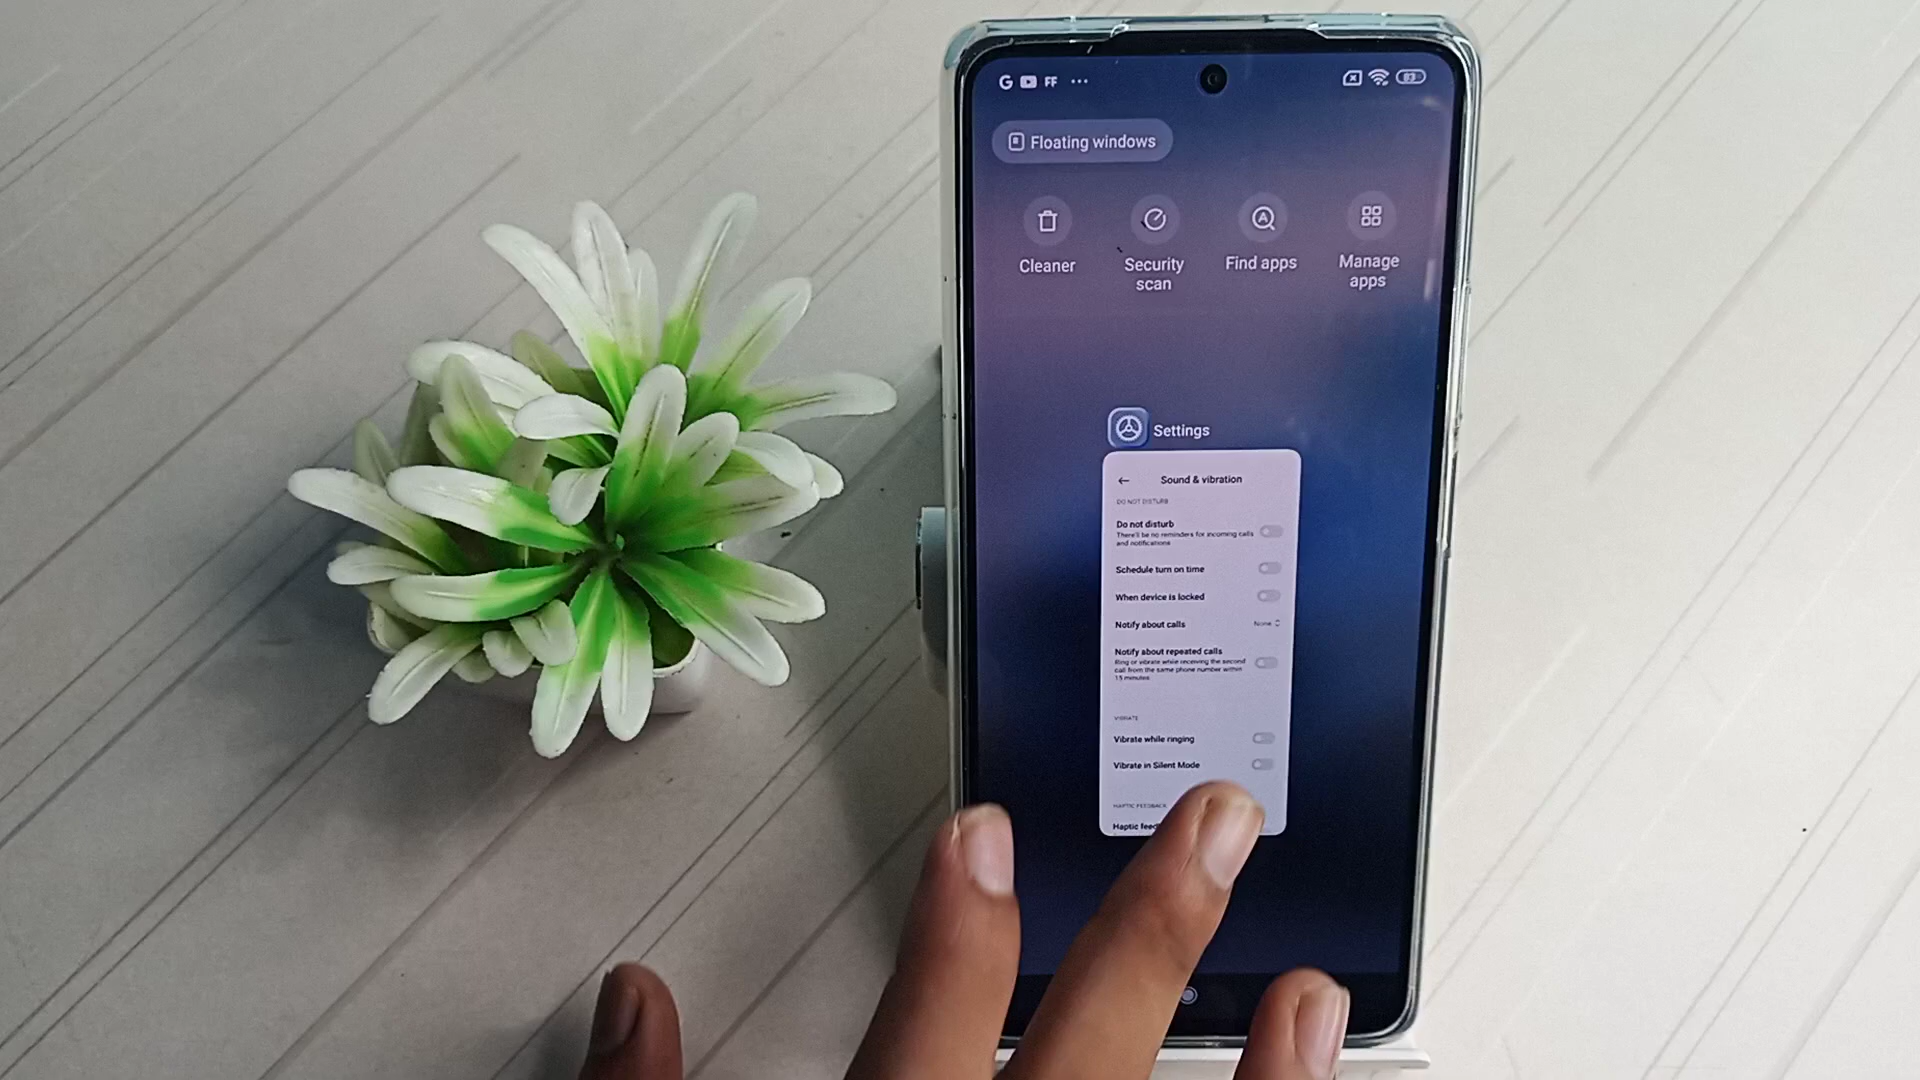 G FF ...
83
Floating windows
Cleaner
Security
scan
Find apps
Manage
apps
Settings
Sound & vibration
DO NOT DISTURB
Do not disturb
There'll be no reminders for incoming calls
and notifications
Schedule turn on time
When device is locked
Notify about calls
None
Notify about repeated calls
Ring or vibrate while receiving the second
call from the same phone number within
15 minutes
VIBRATE
Vibrate while ringing
Vibrate in Silent Mode
HAPTIC FEEDBACK
Haptic feed